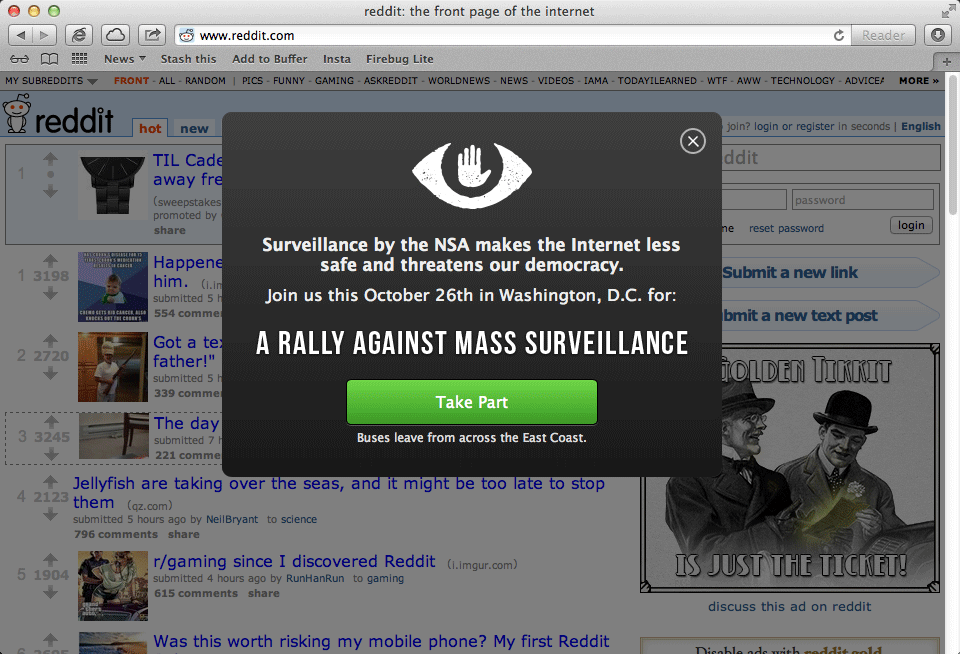 reddit: the front page of the internet
www.reddit.com
Reader
News ▼ Stash this Add to Buffer Insta Firebug Lite
MY SUBREDDITS FRONT - ALL - RANDOM | PICS - FUNNY - GAMING - ASKREDDIT - WORLDNEWS - NEWS - VIDEOS - IAMA - TODAYILEARNED - WTF - AWW - TECHNOLOGY - ADVICEA MORE »
reddit hot new
join? login or register in seconds | English
1
TIL Cade
away fre
(sweepstakes
promoted by
share
ddit
password
me reset password login
Surveillance by the NSA makes the Internet less
safe and threatens our democracy.
Join us this October 26th in Washington, D.C. for:
A RALLY AGAINST MASS SURVEILLANCE
Take Part
Buses leave from across the East Coast.
Submit a new link
bmit a new text post
1 3198
Happene
him. (i.im
submitted 5 h
554 commen
2 2720
Got a tex
father!"
submitted 5 h
339 comme
3 3245
The day
submitted 7 h
221 comme
4 2123
Jellyfish are taking over the seas, and it might be too late to stop
them (qz.com)
submitted 5 hours ago by NeilBryant to science
796 comments share
5 1904
r/gaming since I discovered Reddit (i.imgur.com)
submitted 4 hours ago by RunHanRun to gaming
615 comments share
6
Was this worth risking my mobile phone? My first Reddit
GOLDEN TIKKIT
IS JUST THE TICKET!
discuss this ad on reddit
Disable ads with reddit gold